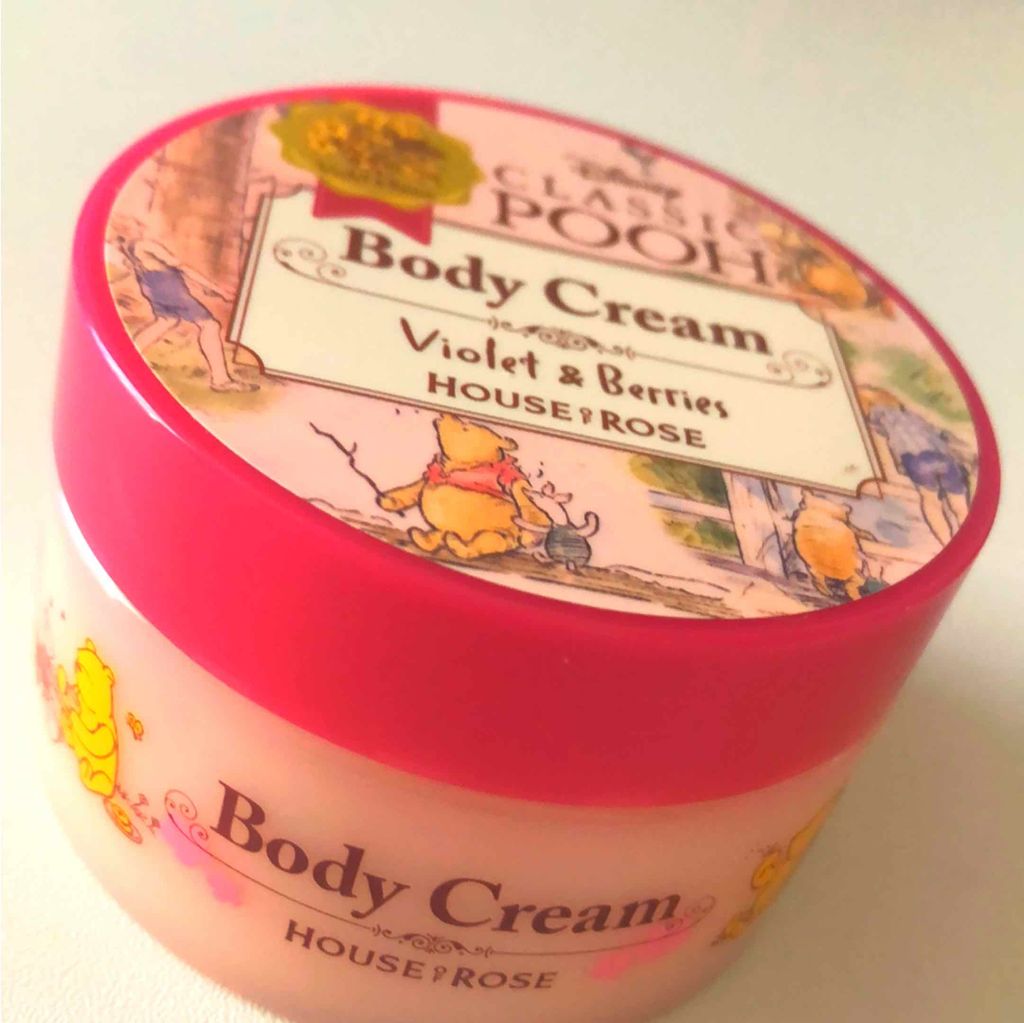 Disney
CLASSIC
POOH
Body Cream
Violet & Berries
HOUSE OF ROSE
Body Cream
HOUSE OF ROSE